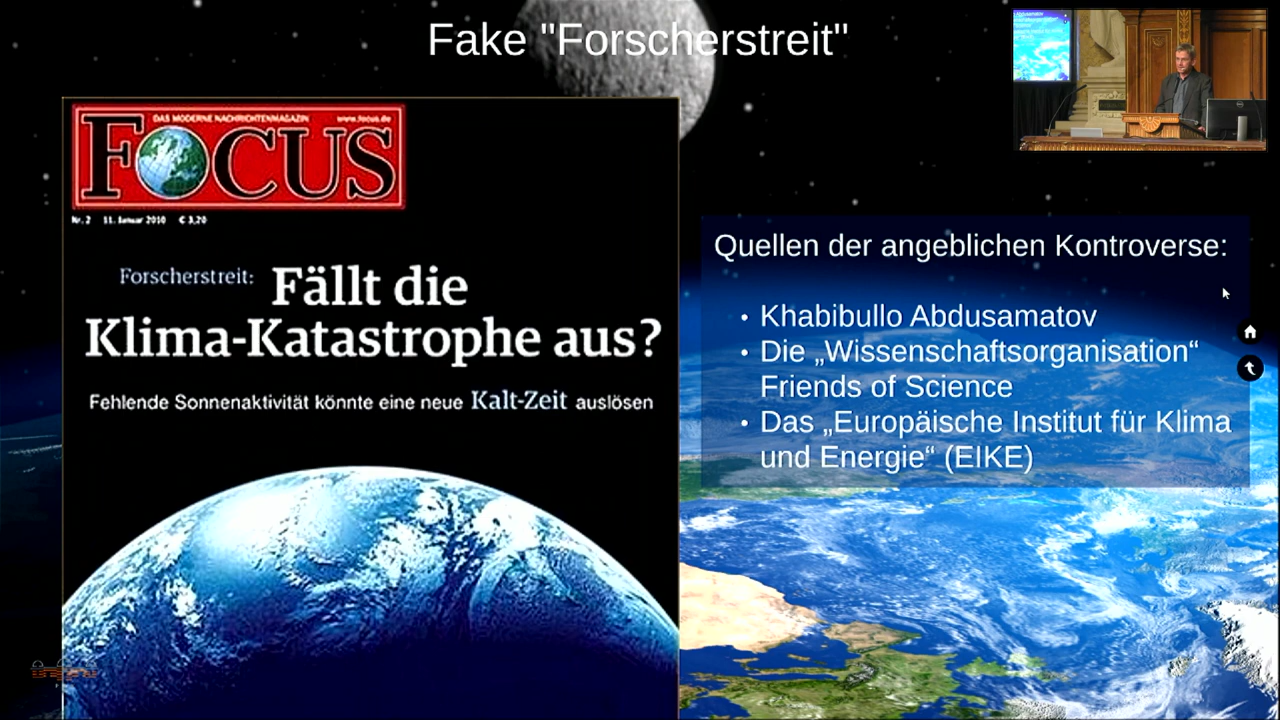 Fake "Forscherstreit"
DAS MODERNE NACHRICHTENMAGAZIN www.focus.de
FOCUS
Nr. 2 11. Januar 2010 € 3,20
Forscherstreit: Fällt die
Klima-Katastrophe aus?
Fehlende Sonnenaktivität könnte eine neue Kalt-Zeit auslösen
Quellen der angeblichen Kontroverse:
• Khabibullo Abdusamatov
• Die „Wissenschaftsorganisation“
Friends of Science
• Das „Europäische Institut für Klima
und Energie“ (EIKE)